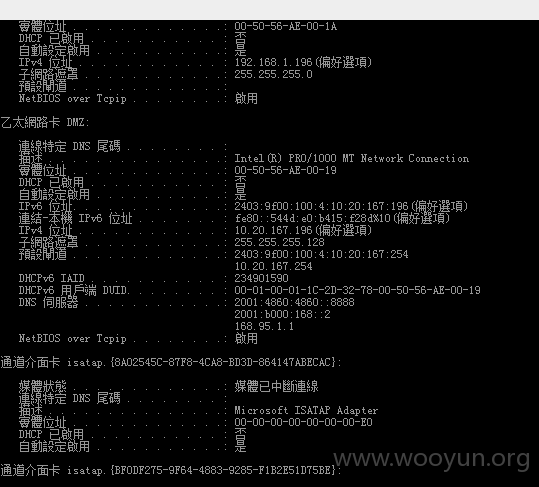 實體位址 . . . . . . . . . . . . . : 00-50-56-AE-00-1A
DHCP 已啟用 . . . . . . . . . . . : 否
自動設定啟用 . . . . . . . . . . . : 是
IPv4 位址 . . . . . . . . . . . . : 192.168.1.196(偏好選項)
子網路遮罩 . . . . . . . . . . . . : 255.255.255.0
預設閘道 . . . . . . . . . . . . . :
NetBIOS over Tcpip . . . . . . . . : 啟用
乙太網路卡 DMZ:
連線特定 DNS 尾碼 . . . . . . . . :
描述 . . . . . . . . . . . . . . . : Intel(R) PRO/1000 MT Network Connection
實體位址 . . . . . . . . . . . . . : 00-50-56-AE-00-19
DHCP 已啟用 . . . . . . . . . . . : 否
自動設定啟用 . . . . . . . . . . . : 是
IPv6 位址 . . . . . . . . . . . . : 2403:9f00:100:4:10:20:167:196(偏好選項)
連結-本機 IPv6 位址 . . . . . . . : fe80::544d:e0:b415:f28d%10(偏好選項)
IPv4 位址 . . . . . . . . . . . . : 10.20.167.196(偏好選項)
子網路遮罩 . . . . . . . . . . . . : 255.255.255.128
預設閘道 . . . . . . . . . . . . . : 2403:9f00:100:4:10:20:167:254
10.20.167.254
DHCPv6 IAID . . . . . . . . . . . : 234901590
DHCPv6 用戶端 DUID. . . . . . . . : 00-01-00-01-1C-2D-32-78-00-50-56-AE-00-19
DNS 伺服器 . . . . . . . . . . . . : 2001:4860:4860::8888
2001:b000:168::2
168.95.1.1
NetBIOS over Tcpip . . . . . . . . : 啟用
通道介面卡 isatap.{8A02545C-87F8-4CA8-BD3D-864147ABECAC}:
媒體狀態 . . . . . . . . . . . . . : 媒體已中斷連線
連線特定 DNS 尾碼 . . . . . . . . :
描述 . . . . . . . . . . . . . . . : Microsoft ISATAP Adapter
實體位址 . . . . . . . . . . . . . : 00-00-00-00-00-00-00-E0
DHCP 已啟用 . . . . . . . . . . . : 否
自動設定啟用 . . . . . . . . . . . : 是
www.wooyun.org
通道介面卡 isatap.{BF0DF275-9F64-4883-9285-F1B2E51D75BE}: